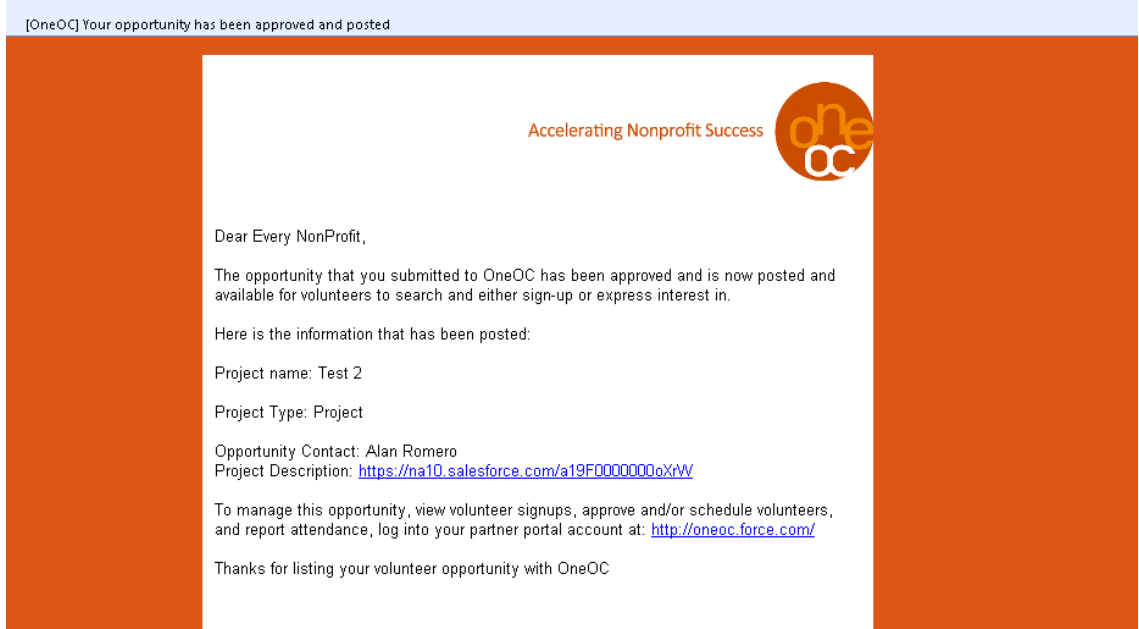 [OneOC] Your opportunity has been approved and posted
Accelerating Nonprofit Success
one
oc
Dear Every NonProfit,
The opportunity that you submitted to OneOC has been approved and is now posted and
available for volunteers to search and either sign-up or express interest in.
Here is the information that has been posted:
Project name: Test 2
Project Type: Project
Opportunity Contact: Alan Romero
Project Description: https://na10.salesforce.com/a19F0000000oXrW
To manage this opportunity, view volunteer signups, approve and/or schedule volunteers,
and report attendance, log into your partner portal account at: http://oneoc.force.com/
Thanks for listing your volunteer opportunity with OneOC